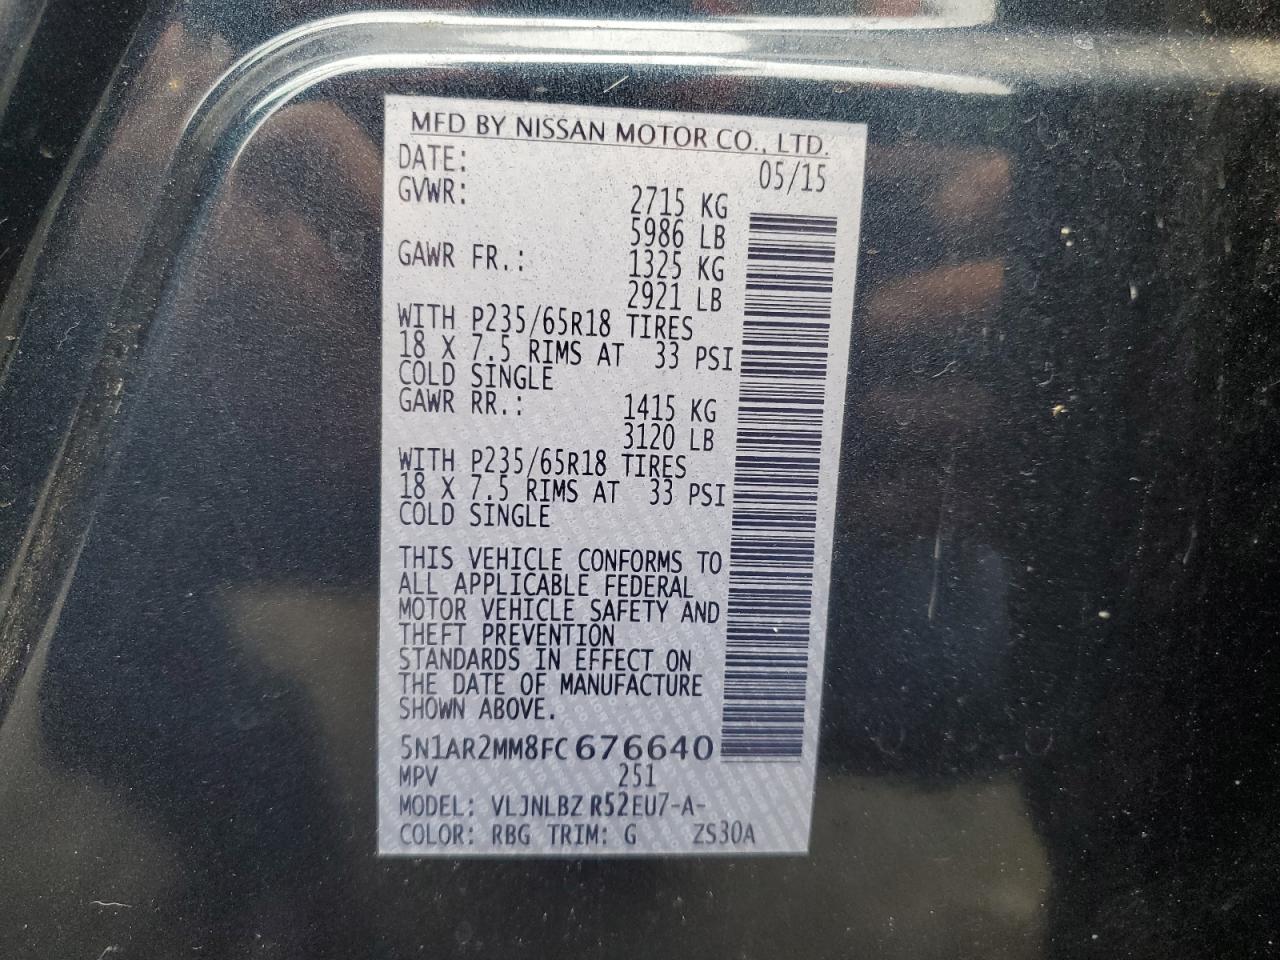 MFD BY NISSAN MOTOR CO., LTD.
DATE: 05/15
GVWR: 2715 KG
5986 LB
GAWR FR.: 1325 KG
2921 LB
WITH P235/65R18 TIRES
18 X 7.5 RIMS AT 33 PSI
COLD SINGLE
GAWR RR.: 1415 KG
3120 LB
WITH P235/65R18 TIRES
18 X 7.5 RIMS AT 33 PSI
COLD SINGLE
THIS VEHICLE CONFORMS TO
ALL APPLICABLE FEDERAL
MOTOR VEHICLE SAFETY AND
THEFT PREVENTION
STANDARDS IN EFFECT ON
THE DATE OF MANUFACTURE
SHOWN ABOVE.
5N1AR2MM8FC676640
MPV 251
MODEL: VLJNLBZ R52EU7-A-
COLOR: RBG TRIM: G ZS30A